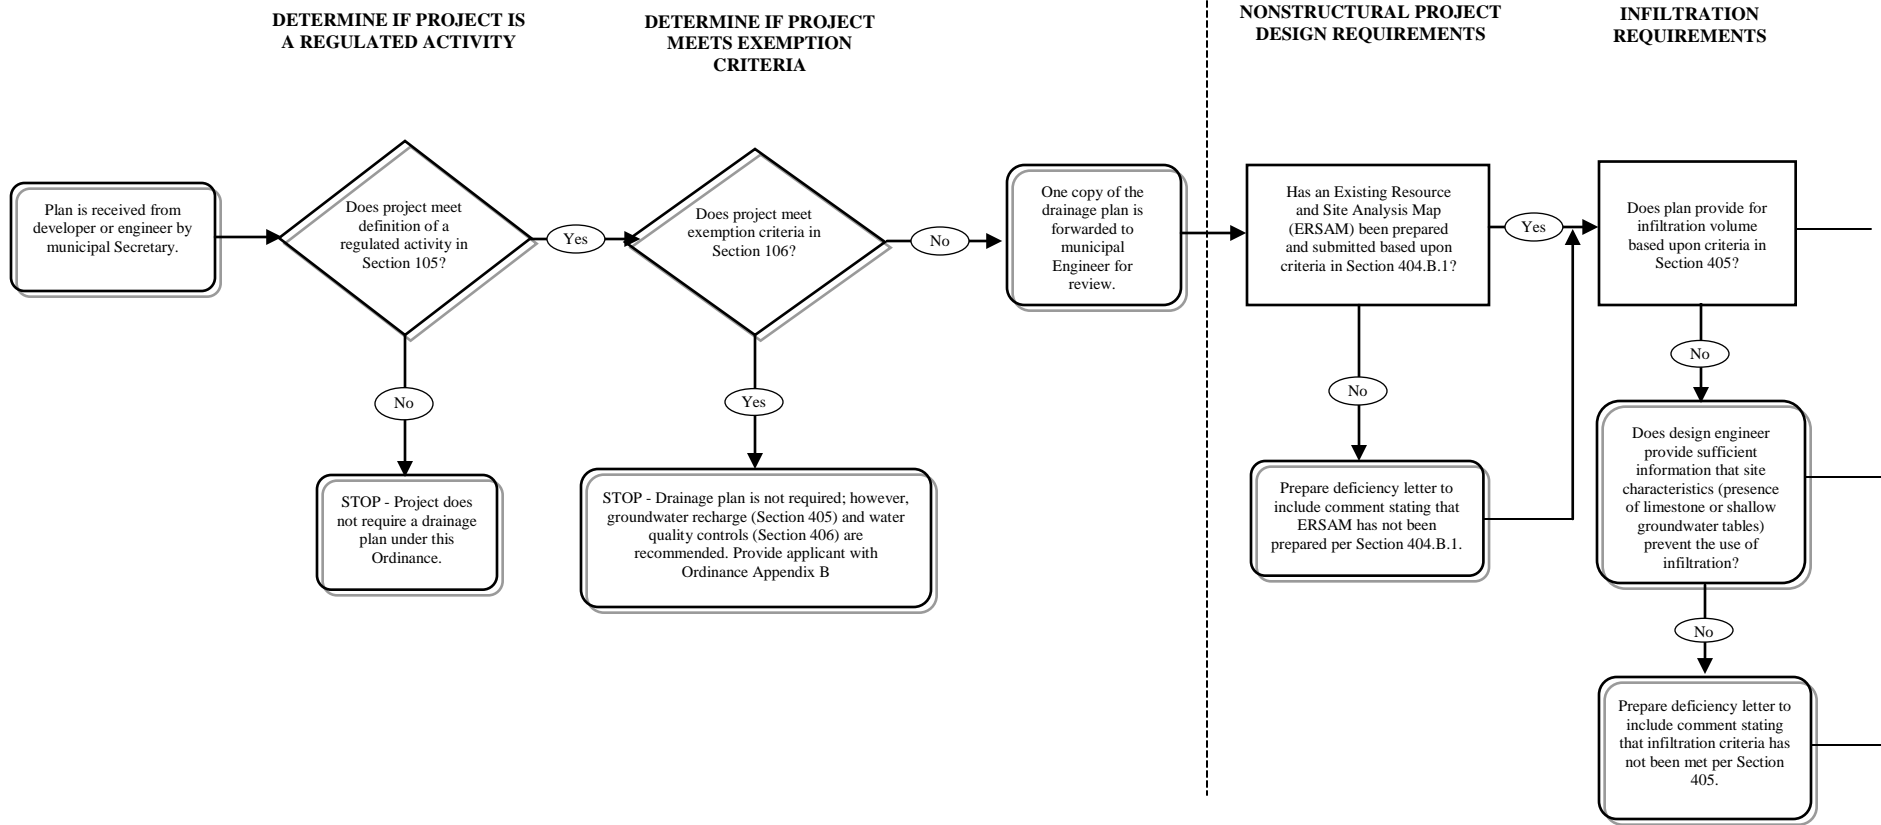 DETERMINE IF PROJECT IS
A REGULATED ACTIVITY
DETERMINE IF PROJECT
MEETS EXEMPTION
CRITERIA
NONSTRUCTURAL PROJECT
DESIGN REQUIREMENTS
INFILTRATION
REQUIREMENTS
Plan is received from
developer or engineer by
municipal Secretary.
Does project meet
definition of a
regulated activity in
Section 105?
Yes
Does project meet
exemption criteria in
Section 106?
No
One copy of the
drainage plan is
forwarded to
municipal
Engineer for
review.
Has an Existing Resource
and Site Analysis Map
(ERSAM) been prepared
and submitted based upon
criteria in Section 404.B.1?
Yes
Does plan provide for
infiltration volume
based upon criteria in
Section 405?
No
Yes
No
No
STOP - Project does
not require a drainage
plan under this
Ordinance.
STOP - Drainage plan is not required; however,
groundwater recharge (Section 405) and water
quality controls (Section 406) are
recommended. Provide applicant with
Ordinance Appendix B
Prepare deficiency letter to
include comment stating that
ERSAM has not been
prepared per Section 404.B.1.
Does design engineer
provide sufficient
information that site
characteristics (presence
of limestone or shallow
groundwater tables)
prevent the use of
infiltration?
No
Prepare deficiency letter to
include comment stating
that infiltration criteria has
not been met per Section
405.